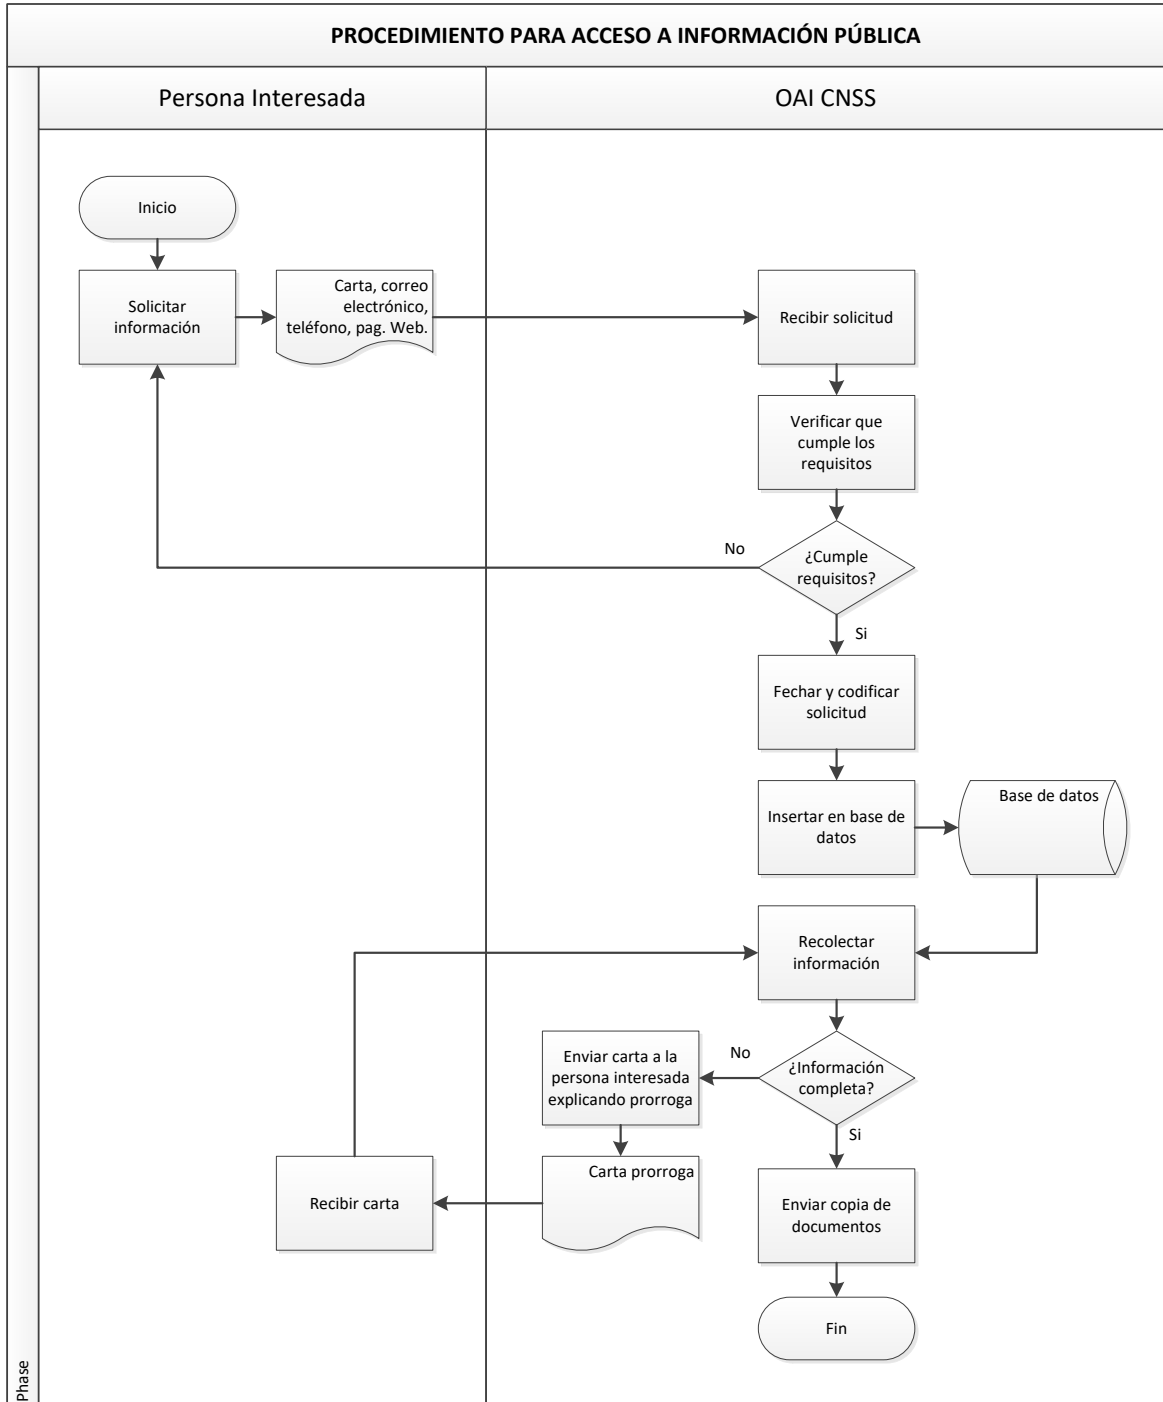 PROCEDIMIENTO PARA ACCESO A INFORMACIÓN PÚBLICA
Persona Interesada
OAI CNSS
Inicio
Solicitar
información
Carta, correo
electrónico,
teléfono, pag. Web.
Recibir solicitud
Verificar que
cumple los
requisitos
No
¿Cumple
requisitos?
Si
Fechar y codificar
solicitud
Insertar en base de
datos
Base de datos
Recolectar
información
¿Información
completa?
No
Enviar carta a la
persona interesada
explicando prorroga
Carta prorroga
Recibir carta
Si
Enviar copia de
documentos
Fin
Phase